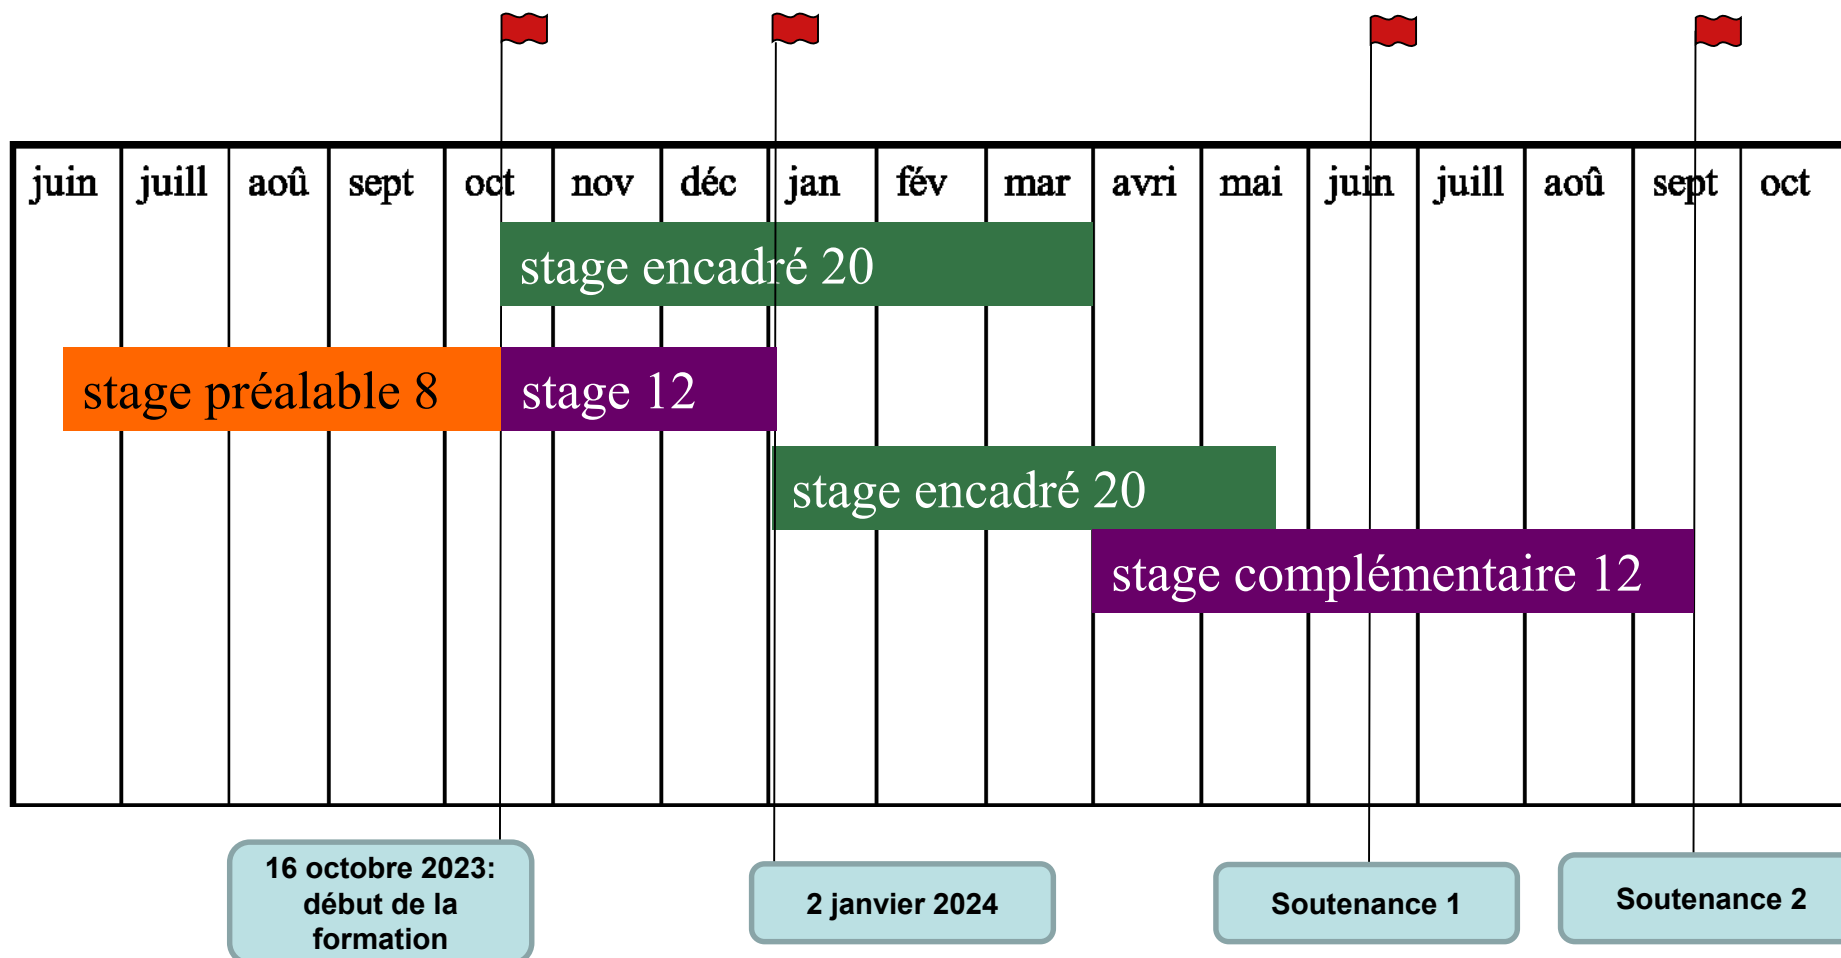 juin juill aoû sept oct nov déc jan fév mar avri mai juin juill aoû sept oct
stage encadré 20
stage préalable 8 stage 12
stage encadré 20
stage complémentaire 12
16 octobre 2023:
début de la
formation
2 janvier 2024
Soutenance 1
Soutenance 2